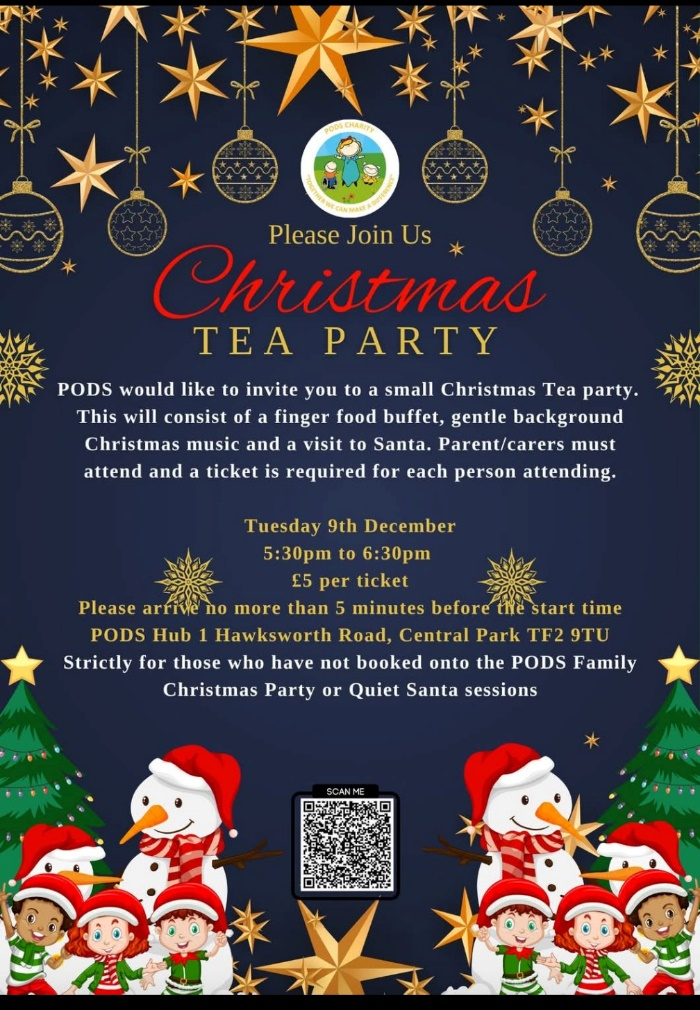 PODS CHARITY
"TOGETHER WE CAN MAKE A DIFFERENCE"
Please Join Us
Christmas
TEA PARTY
PODS would like to invite you to a small Christmas Tea party.
This will consist of a finger food buffet, gentle background
Christmas music and a visit to Santa. Parent/carers must
attend and a ticket is required for each person attending.
Tuesday 9th December
5:30pm to 6:30pm
£5 per ticket
Please arrive no more than 5 minutes before the start time
PODS Hub 1 Hawksworth Road, Central Park TF2 9TU
Strictly for those who have not booked onto the PODS Family
Christmas Party or Quiet Santa sessions
SCAN ME